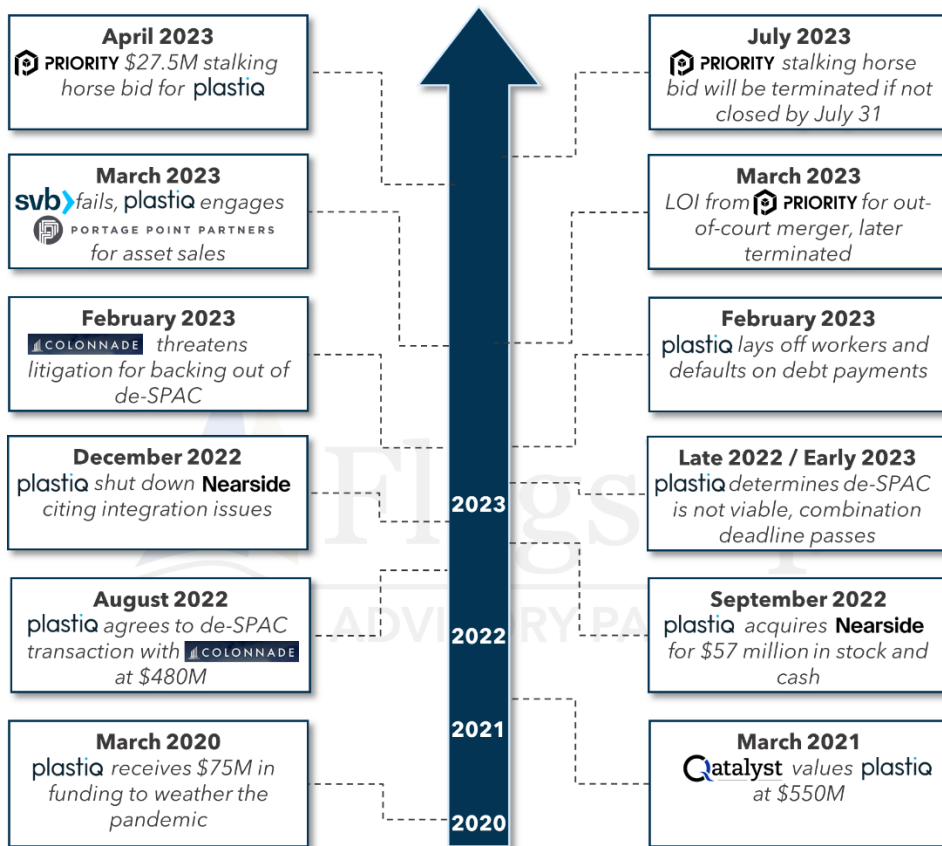 April 2023
PRIORITY $27.5M stalking
horse bid for plastiq
July 2023
PRIORITY stalking horse
bid will be terminated if not
closed by July 31
March 2023
svb fails, plastiq engages
PORTAGE POINT PARTNERS
for asset sales
March 2023
LOI from PRIORITY for out-
of-court merger, later
terminated
February 2023
COLONNADE threatens
litigation for backing out of
de-SPAC
February 2023
plastiq lays off workers and
defaults on debt payments
December 2022
plastiq shut down Nearside
citing integration issues
Late 2022 / Early 2023
plastiq determines de-SPAC
is not viable, combination
deadline passes
August 2022
plastiq agrees to de-SPAC
transaction with COLONNADE
at $480M
September 2022
plastiq acquires Nearside
for $57 million in stock and
cash
March 2020
plastiq receives $75M in
funding to weather the
pandemic
March 2021
Qatalyst values plastiq
at $550M
2023
2022
2021
2020
ADVISORY